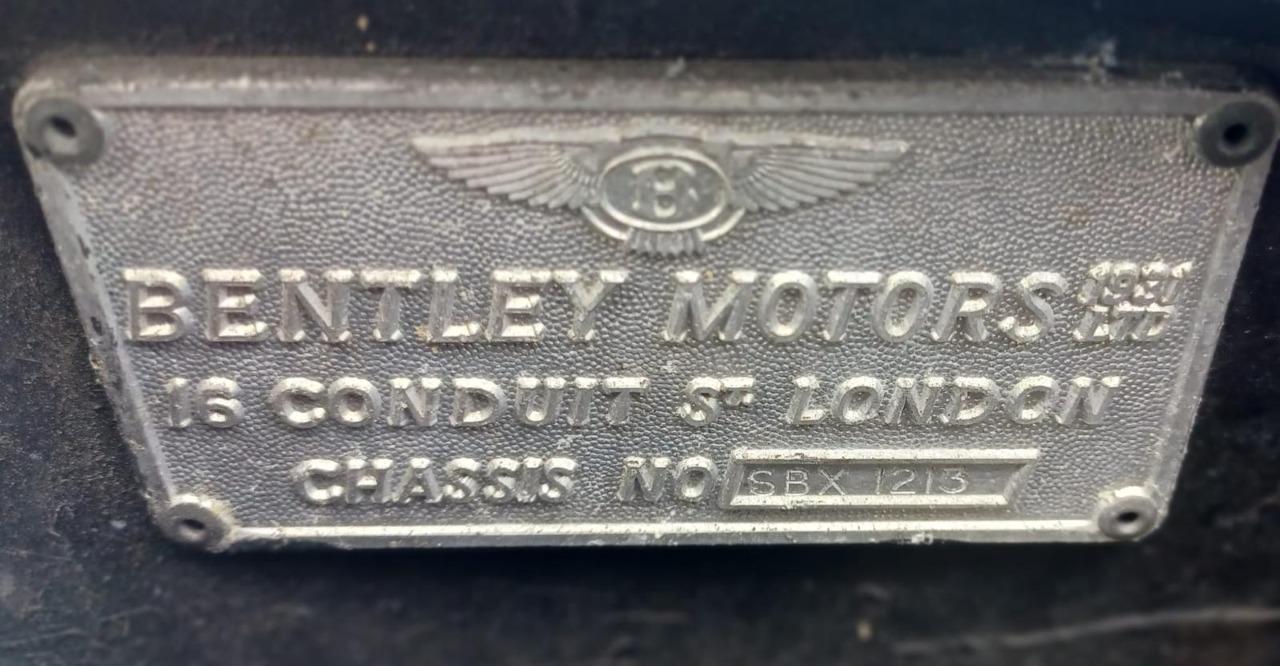 B
BENTLEY MOTORS 1931 LTD
16 CONDUIT ST LONDON
CHASSIS NO SBX 1213